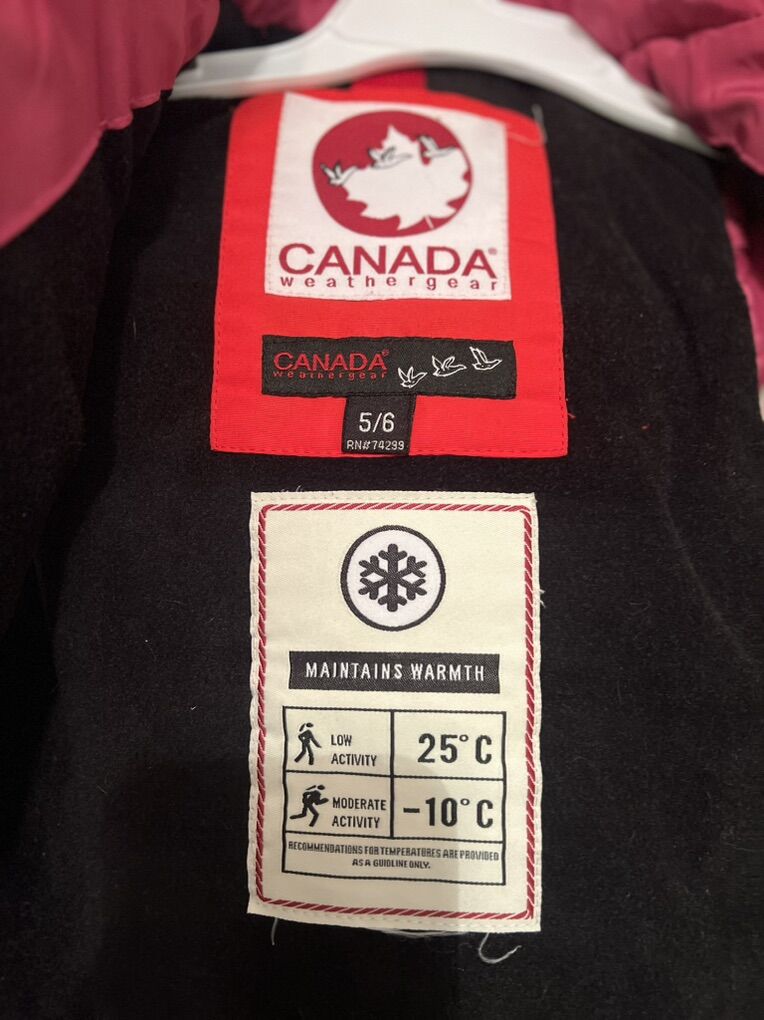 CANADA®
weathergear
CANADA®
weathergear
5/6
RN#74299
MAINTAINS WARMTH
LOW
ACTIVITY
25°C
MODERATE
ACTIVITY
-10°C
RECOMMENDATIONS FOR TEMPERATURES ARE PROVIDED
AS A GUIDLINE ONLY.